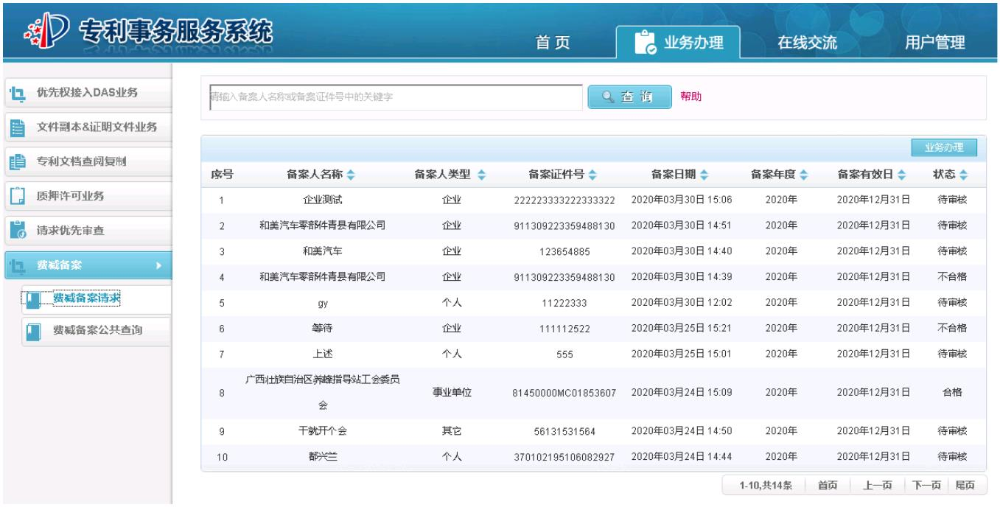 专利事务服务系统
首 页
业务办理
在线交流
用户管理
优先权接入DAS业务
文件副本&证明文件业务
专利文档查阅复制
质押许可业务
请求优先审查
费减备案
费减备案请求
费减备案公共查询
请输入备案人名称或备案证件号中的关键字
查 询
帮助
业务办理
序号 备案人名称 备案人类型 备案证件号 备案日期 备案年度 备案有效日 状态
1 企业测试 企业 222223333222333322 2020年03月30日 15:06 2020年 2020年12月31日 待审核
2 和美汽车零部件青县有限公司 企业 911309223359488130 2020年03月30日 14:51 2020年 2020年12月31日 待审核
3 和美汽车 企业 123654885 2020年03月30日 14:40 2020年 2020年12月31日 待审核
4 和美汽车零部件青县有限公司 企业 911309223359488130 2020年03月30日 14:39 2020年 2020年12月31日 不合格
5 gy 个人 11222333 2020年03月30日 12:02 2020年 2020年12月31日 待审核
6 等待 企业 111112522 2020年03月25日 15:21 2020年 2020年12月31日 不合格
7 上述 个人 555 2020年03月25日 15:01 2020年 2020年12月31日 待审核
8 广西壮族自治区养蜂指导站工会委员会 事业单位 81450000MC01853607 2020年03月24日 15:09 2020年 2020年12月31日 合格
9 干就开个会 其它 56131531564 2020年03月24日 14:50 2020年 2020年12月31日 待审核
10 都兴兰 个人 370102195106082927 2020年03月24日 14:44 2020年 2020年12月31日 待审核
1-10,共14条 首页 上一页 下一页 尾页